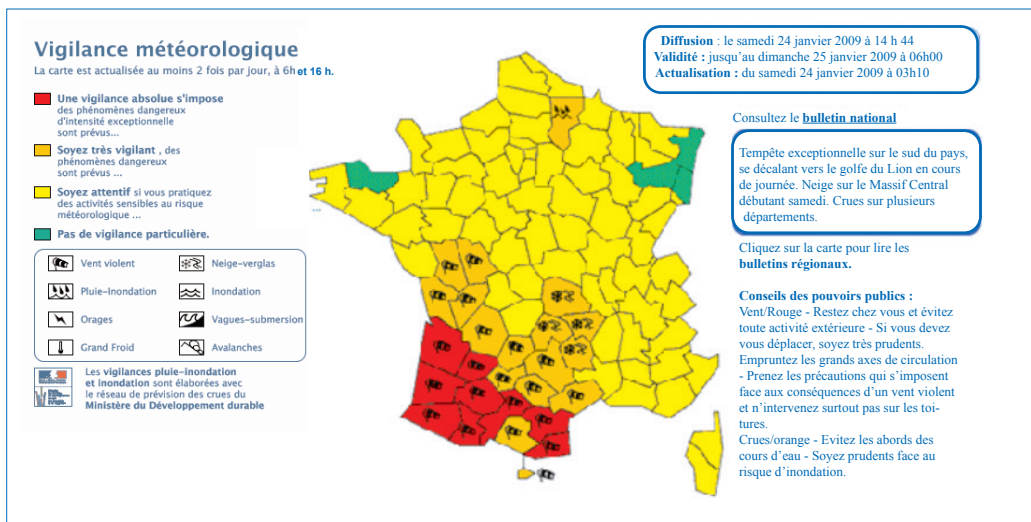 Vigilance météorologique
La carte est actualisée au moins 2 fois par jour, à 6h et 16 h.
Une vigilance absolue s'impose
des phénomènes dangereux
d'intensité exceptionnelle
sont prévus...
Soyez très vigilant , des
phénomènes dangereux
sont prévus ...
Soyez attentif si vous pratiquez
des activités sensibles au risque
météorologique ...
Pas de vigilance particulière.
Vent violent
Neige-verglas
Pluie-Inondation
Inondation
Orages
Vagues-submersion
Grand Froid
Avalanches
Les vigilances pluie-inondation
et inondation sont élaborées avec
le réseau de prévision des crues du
Ministère du Développement durable
Diffusion : le samedi 24 janvier 2009 à 14 h 44
Validité : jusqu'au dimanche 25 janvier 2009 à 06h00
Actualisation : du samedi 24 janvier 2009 à 03h10
Consultez le bulletin national
Tempête exceptionnelle sur le sud du pays,
se décalant vers le golfe du Lion en cours
de journée. Neige sur le Massif Central
débutant samedi. Crues sur plusieurs
départements.
Cliquez sur la carte pour lire les
bulletins régionaux.
Conseils des pouvoirs publics :
Vent/Rouge - Restez chez vous et évitez
toute activité extérieure - Si vous devez
vous déplacer, soyez très prudents.
Empruntez les grands axes de circulation
- Prenez les précautions qui s'imposent
face aux conséquences d'un vent violent
et n'intervenez surtout pas sur les toi-
tures.
Crues/orange - Evitez les abords des
cours d'eau - Soyez prudents face au
risque d'inondation.